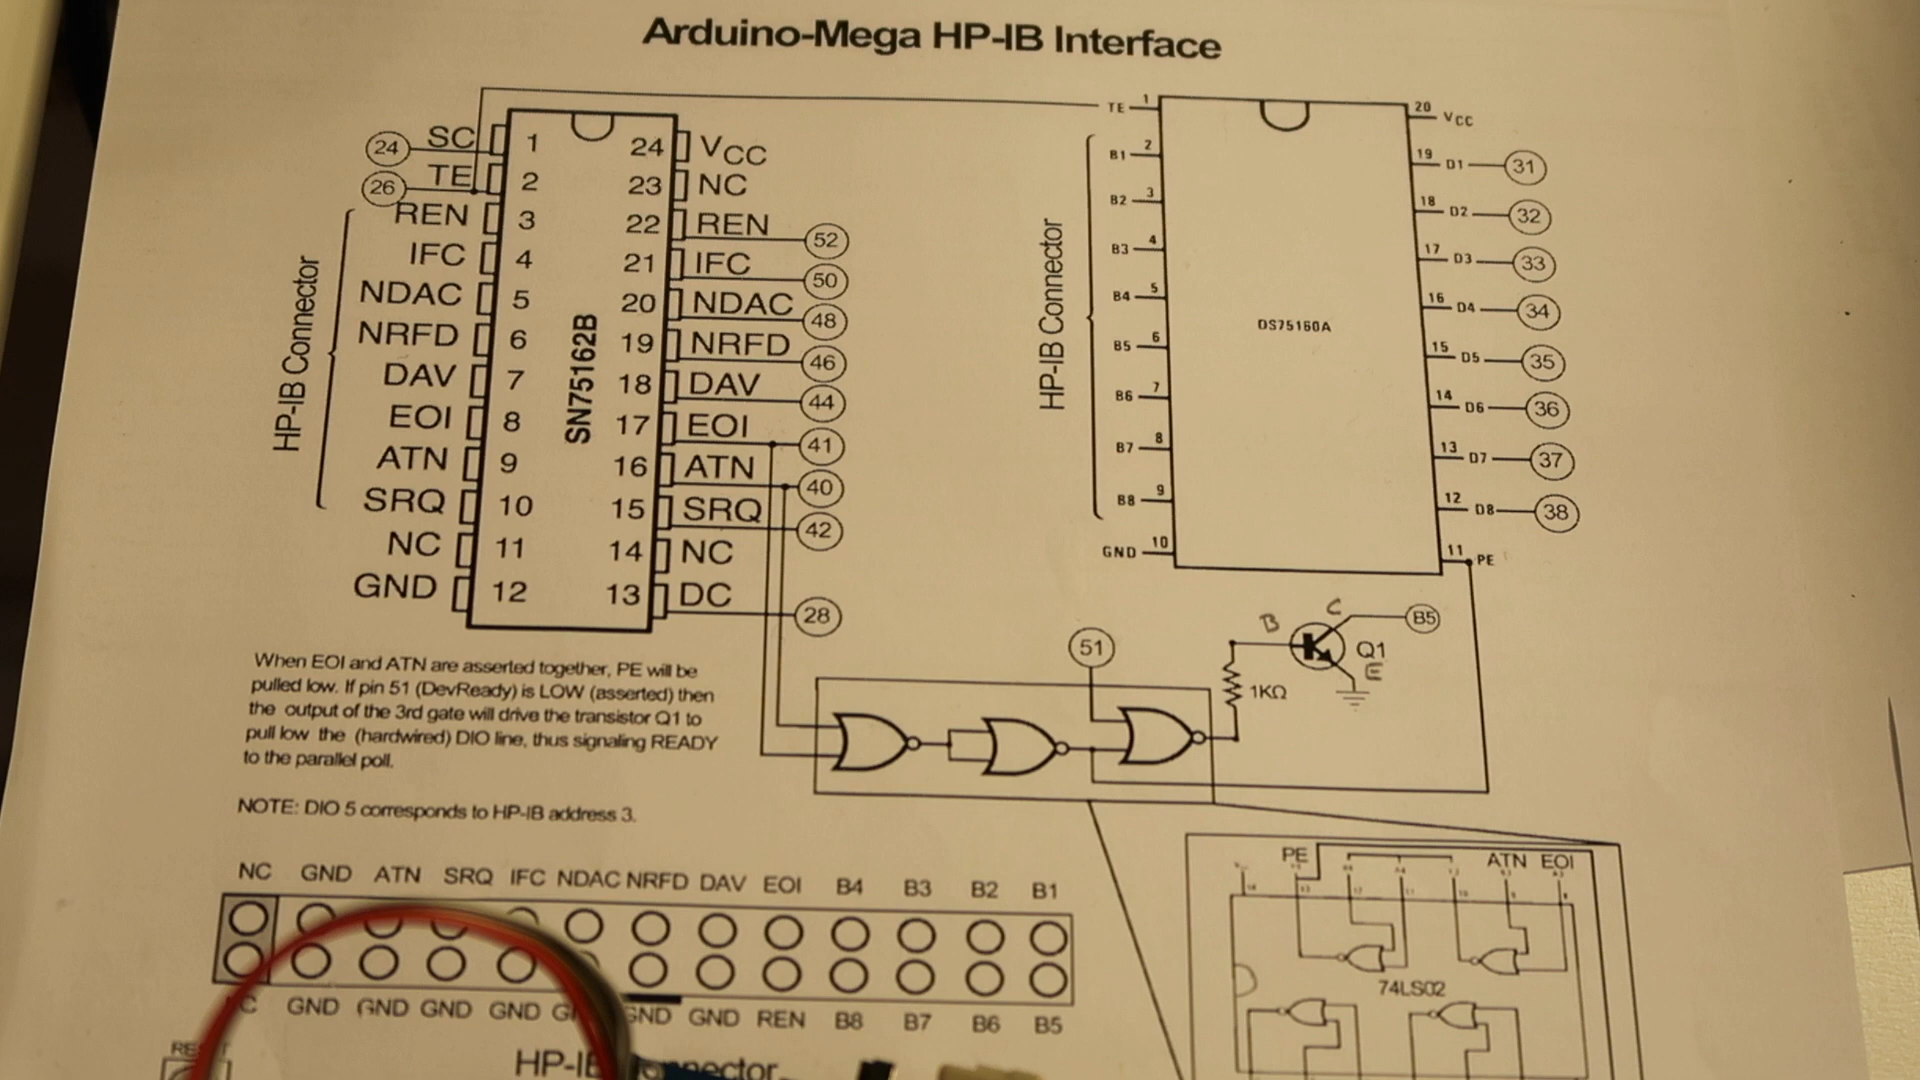 Arduino-Mega HP-IB Interface
24 SC 1 24 VCC
26 TE 2 23 NC
REN 3 22 REN 52
IFC 4 21 IFC 50
NDAC 5 20 NDAC 48
NRFD 6 19 NRFD 46
DAV 7 18 DAV 44
EOI 8 17 EOI 41
ATN 9 16 ATN 40
SRQ 10 15 SRQ 42
NC 11 14 NC
GND 12 13 DC 28
HP-IB Connector
SN75162B
TE 1 20 VCC
B1 2 19 D1 31
B2 3 18 D2 32
B3 4 17 D3 33
B4 5 16 D4 34
B5 6 15 D5 35
B6 7 14 D6 36
B7 8 13 D7 37
B8 9 12 D8 38
GND 10 11 PE
HP-IB Connector
DS75160A
B C B5
Q1
E
51
1KΩ
When EOI and ATN are asserted together, PE will be
pulled low. If pin 51 (DevReady) is LOW (asserted) then
the output of the 3rd gate will drive the transistor Q1 to
pull low the (hardwired) DIO line, thus signaling READY
to the parallel poll.
NOTE: DIO 5 corresponds to HP-IB address 3.
NC GND ATN SRQ IFC NDAC NRFD DAV EOI B4 B3 B2 B1
GND GND GND GND GND REN B8 B7 B6 B5
PE ATN EOI
74LS02